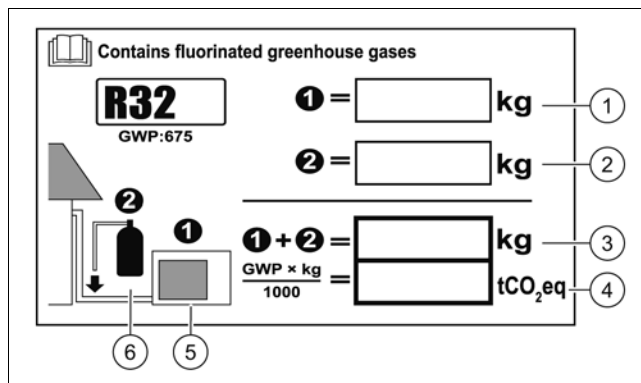 Contains fluorinated greenhouse gases
R32
GWP:675
❶ = kg
1
❷ = kg
2
❶+❷ = kg
3
GWP × kg
1000
= tCO₂eq
4
❷
❶
6
5